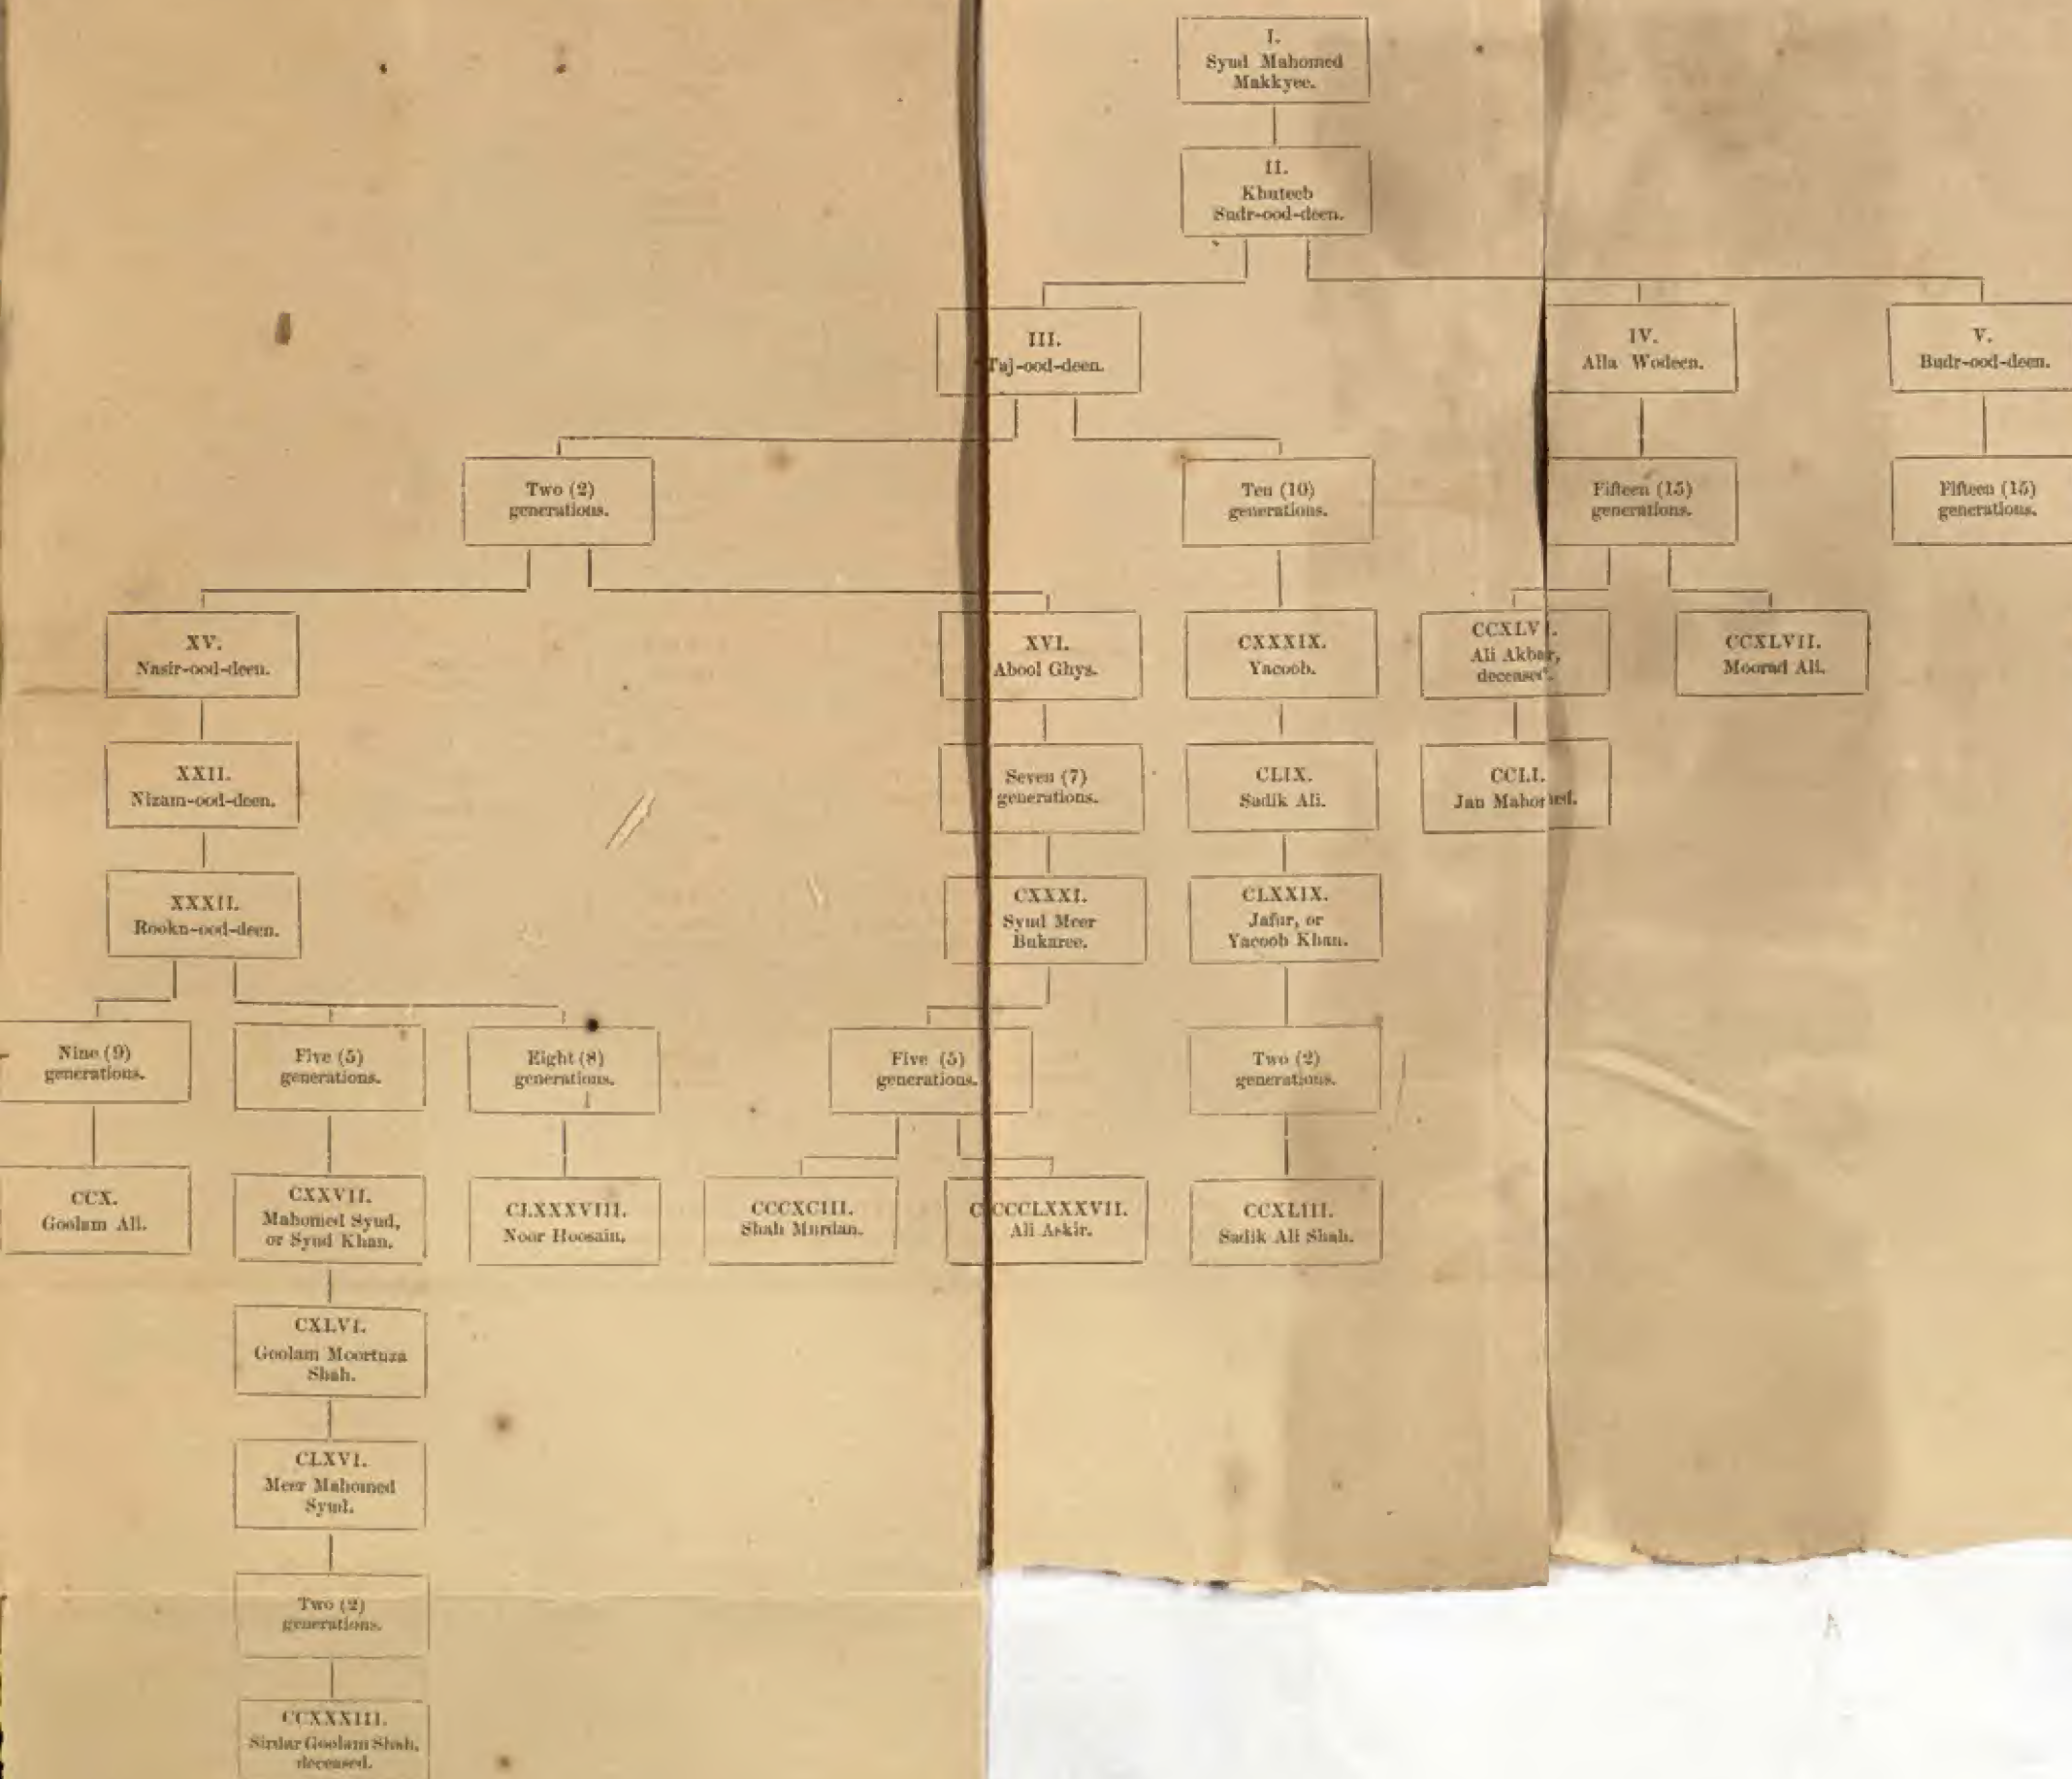 I.
Syud Mahomed
Makkyee.
II.
Khuteeb
Sudr-ood-deen.
III.
Taj-ood-deen.
IV.
Alla Wodeen.
V.
Budr-ood-deen.
Two (2)
generations.
Ten (10)
generations.
Fifteen (15)
generations.
Fifteen (15)
generations.
XV.
Nasir-ood-deen.
XVI.
Abool Ghys.
CXXXIX.
Yacoob.
CCXLVI.
Ali Akbar,
deceased.
CCXLVII.
Moorad Ali.
XXII.
Nizam-ood-deen.
Seven (7)
generations.
CLIX.
Sadik Ali.
CCLI.
Jan Mahomed.
XXXII.
Rookn-ood-deen.
CXXXI.
Syud Meer
Bukaree.
CLXXIX.
Jafur, or
Yacoob Khan.
Nine (9)
generations.
Five (5)
generations.
Eight (8)
generations.
Five (5)
generations.
Two (2)
generations.
CCX.
Goolam Ali.
CXXVII.
Mahomed Syud,
or Syud Khan.
CLXXXVIII.
Noor Hoosain.
CCCXCIII.
Shah Murdan.
CCCCLXXXVII.
Ali Askir.
CCXLIII.
Sadik Ali Shah.
CXLVI.
Goolam Moortuza
Shah.
CLXVI.
Meer Mahomed
Syud.
Two (2)
generations.
CCXXXIII.
Sirdar Goolam Shah,
deceased.